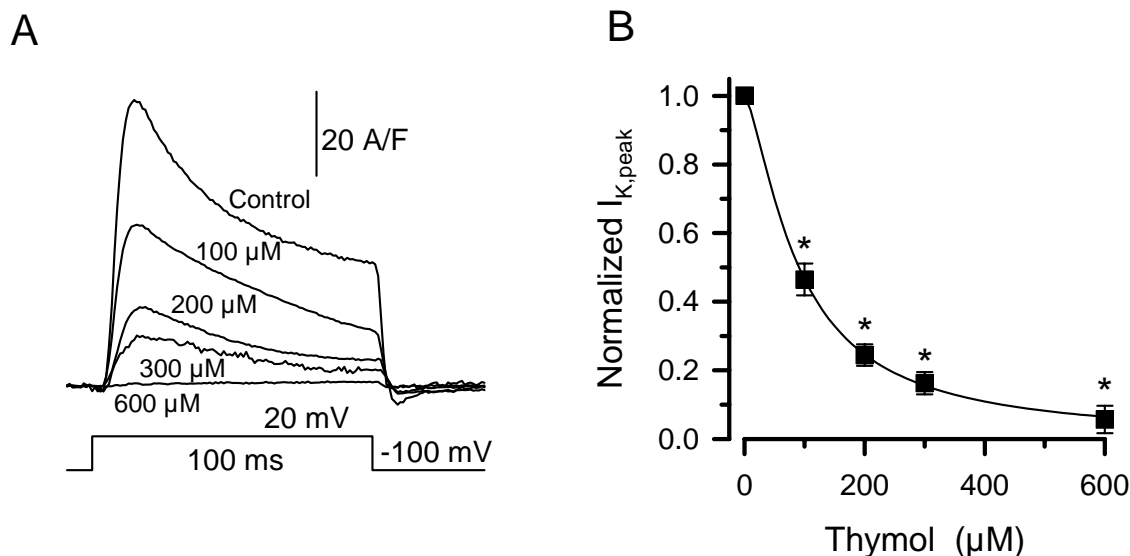 A
20 A/F
Control
100 µM
200 µM
300 µM
600 µM
20 mV
100 ms
-100 mV
B
Normalized I_K,peak
1.0
0.8
0.6
0.4
0.2
0.0
*
*
*
*
0
200
400
600
Thymol (µM)